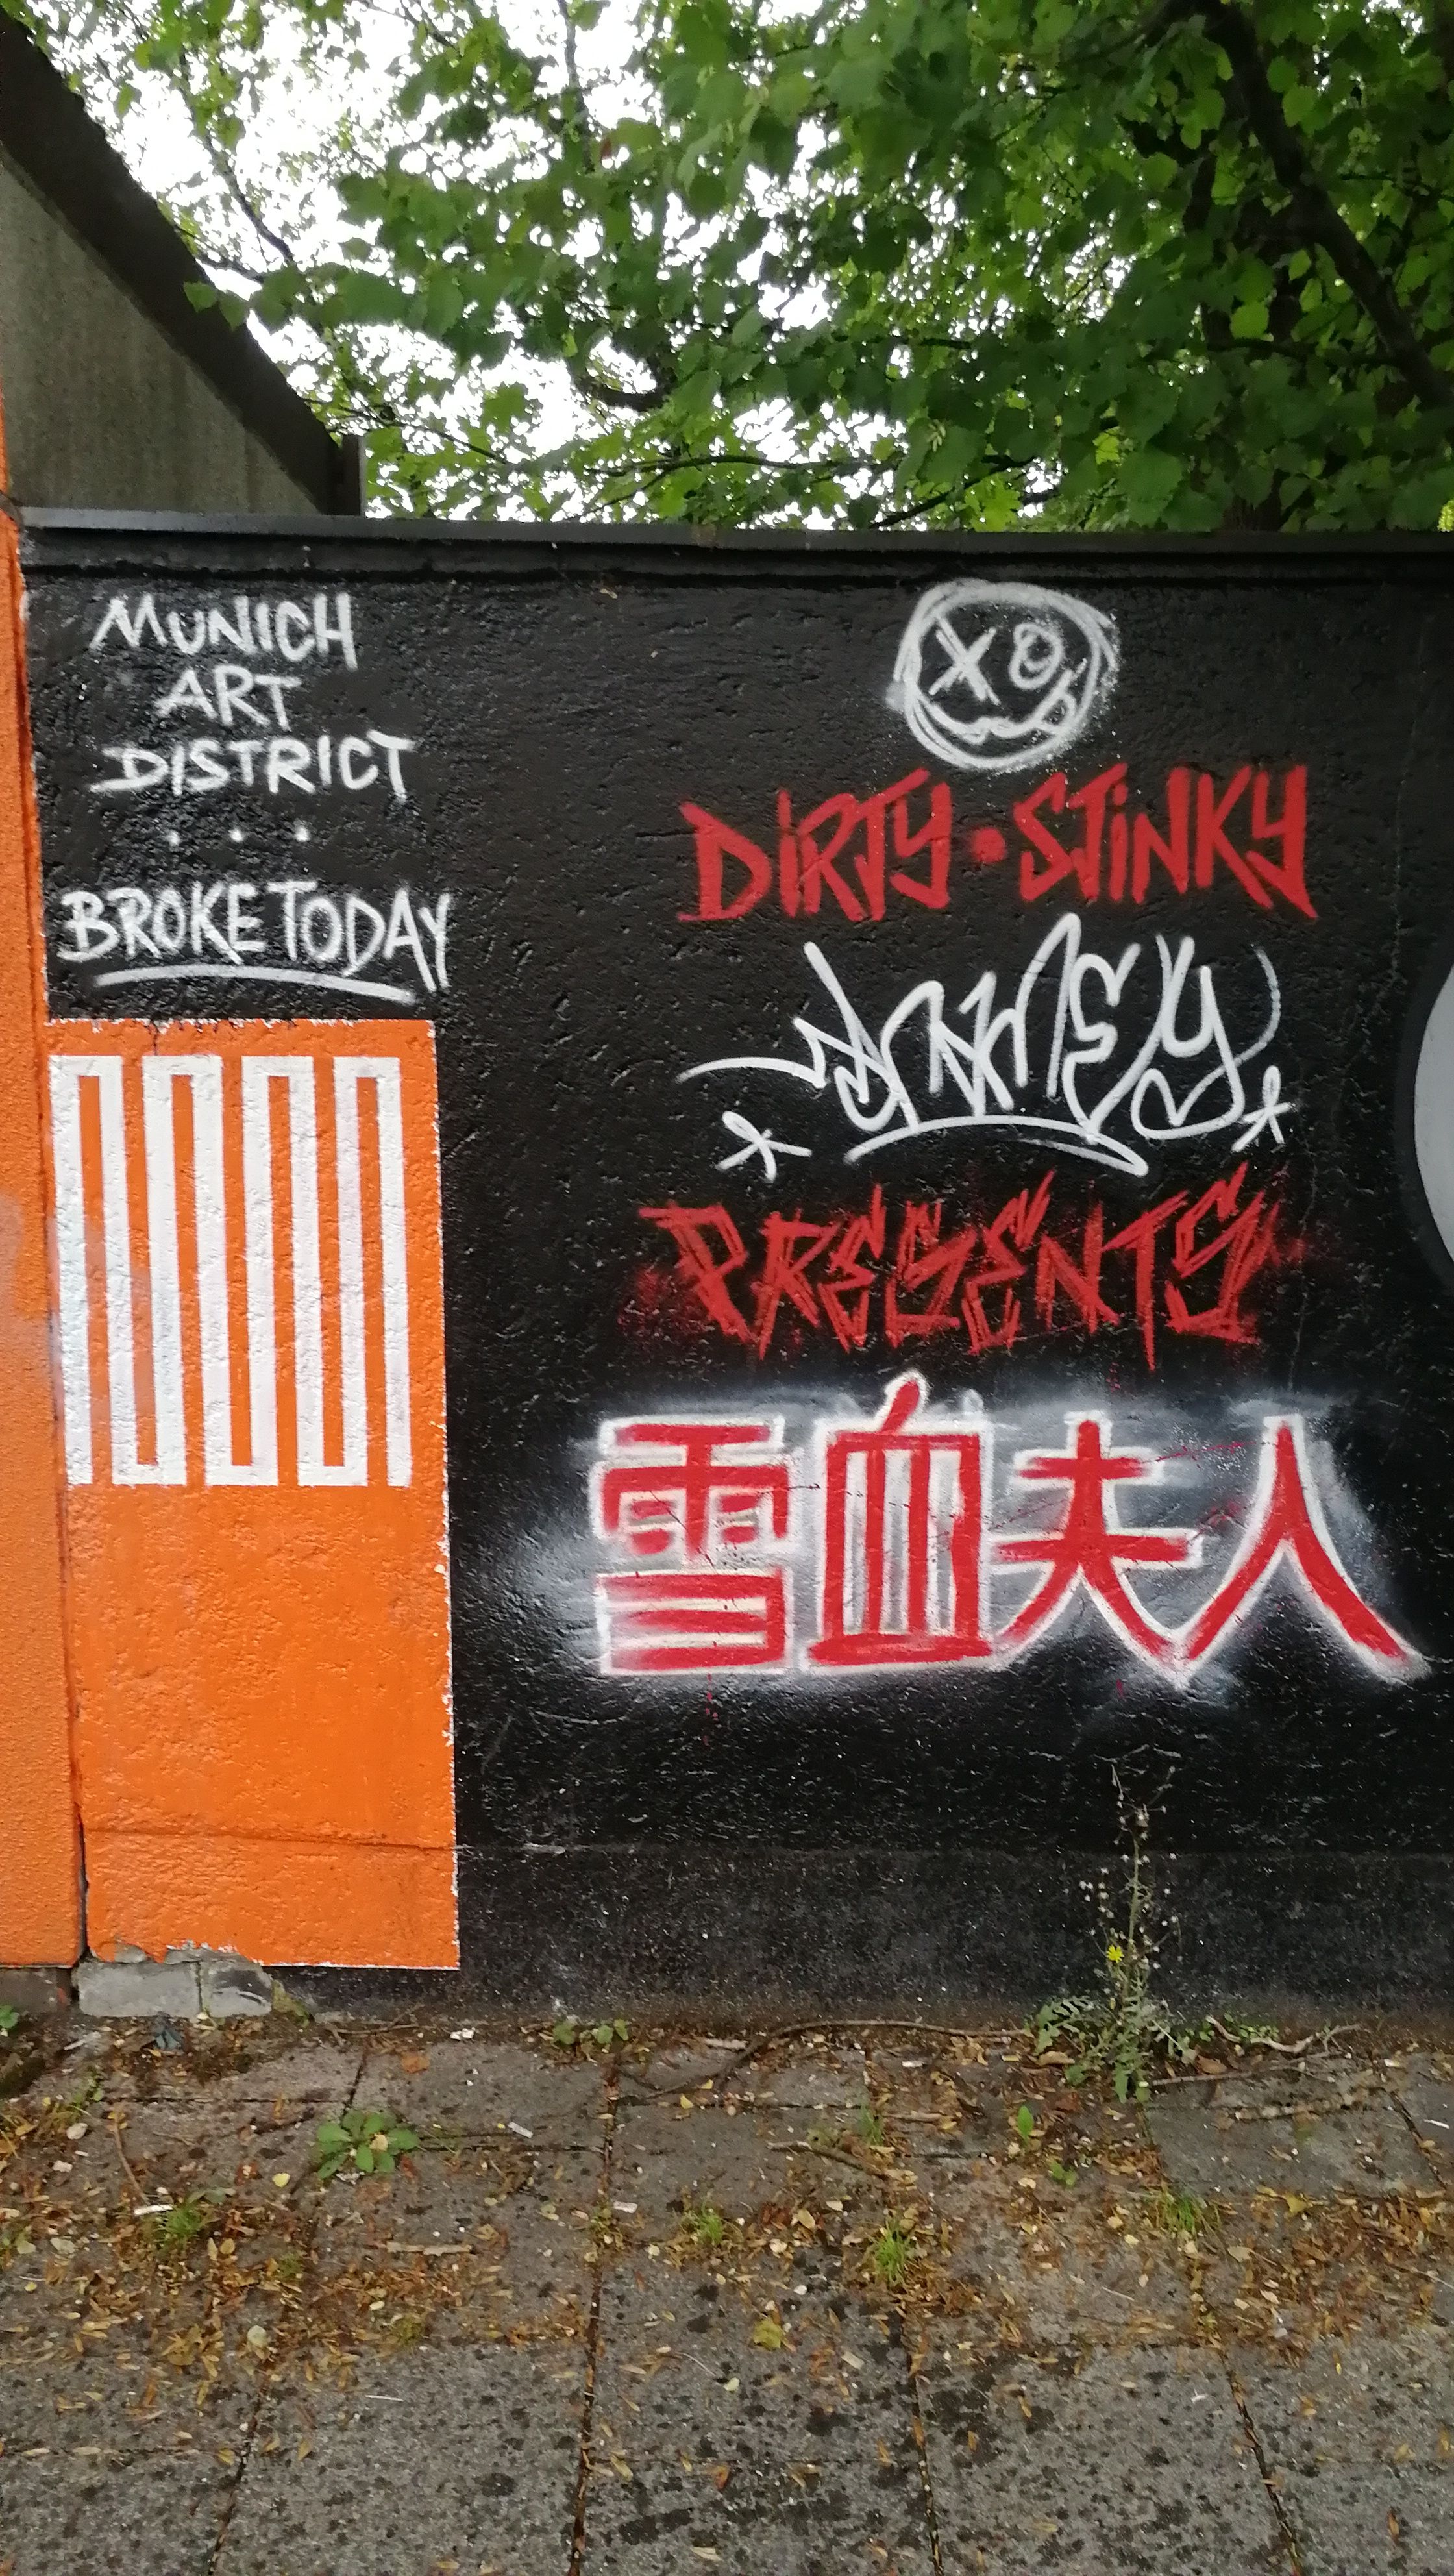 MUNICH
ART
DISTRICT
...
BROKE TODAY
DIRTY • STINKY
PRESENTS
雪血夫人